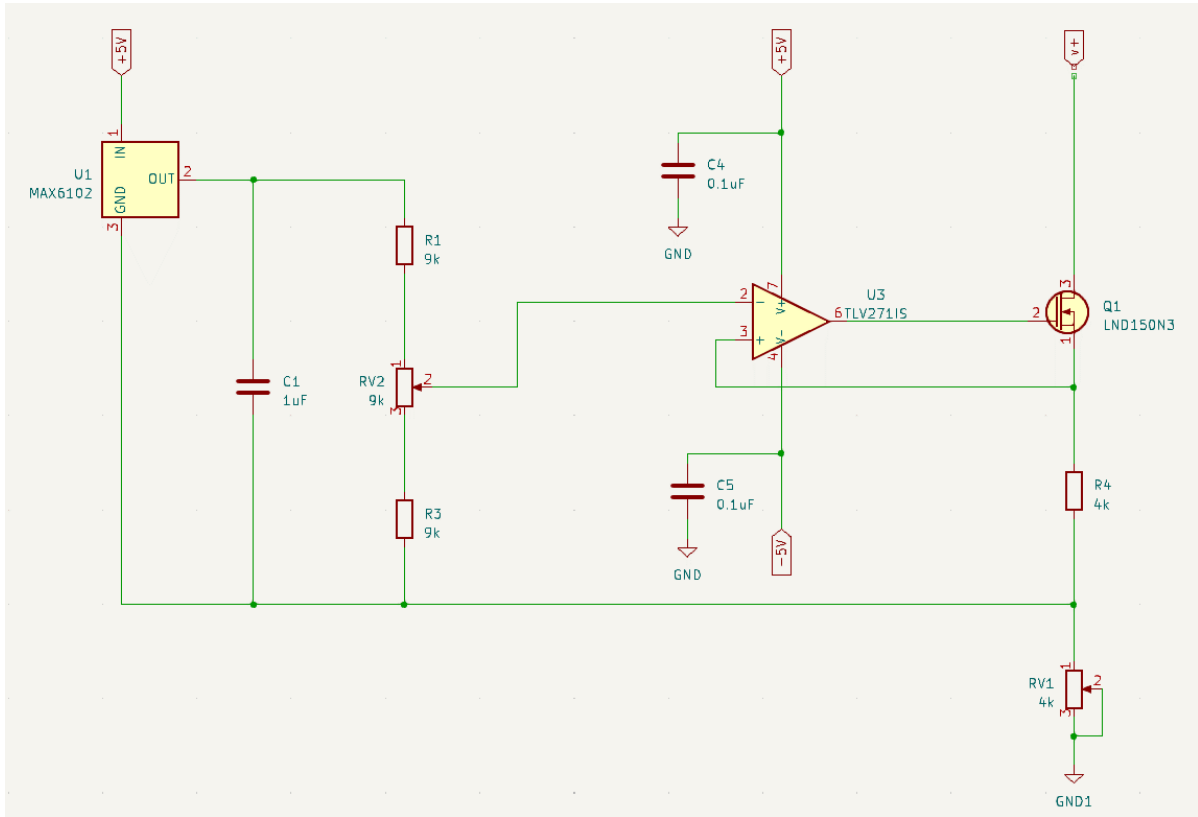 +5V
+5V
v+
1
IN
U1
MAX6102
OUT
2
GND
3
C4
0.1uF
GND
R1
9k
7
U3
TLV271IS
2
-
V+
6
3
+
V-
4
3
2
Q1
LND150N3
1
C1
1uF
1
RV2
9k
2
3
R3
9k
C5
0.1uF
GND
-5V
R4
4k
1
RV1
4k
2
3
GND1